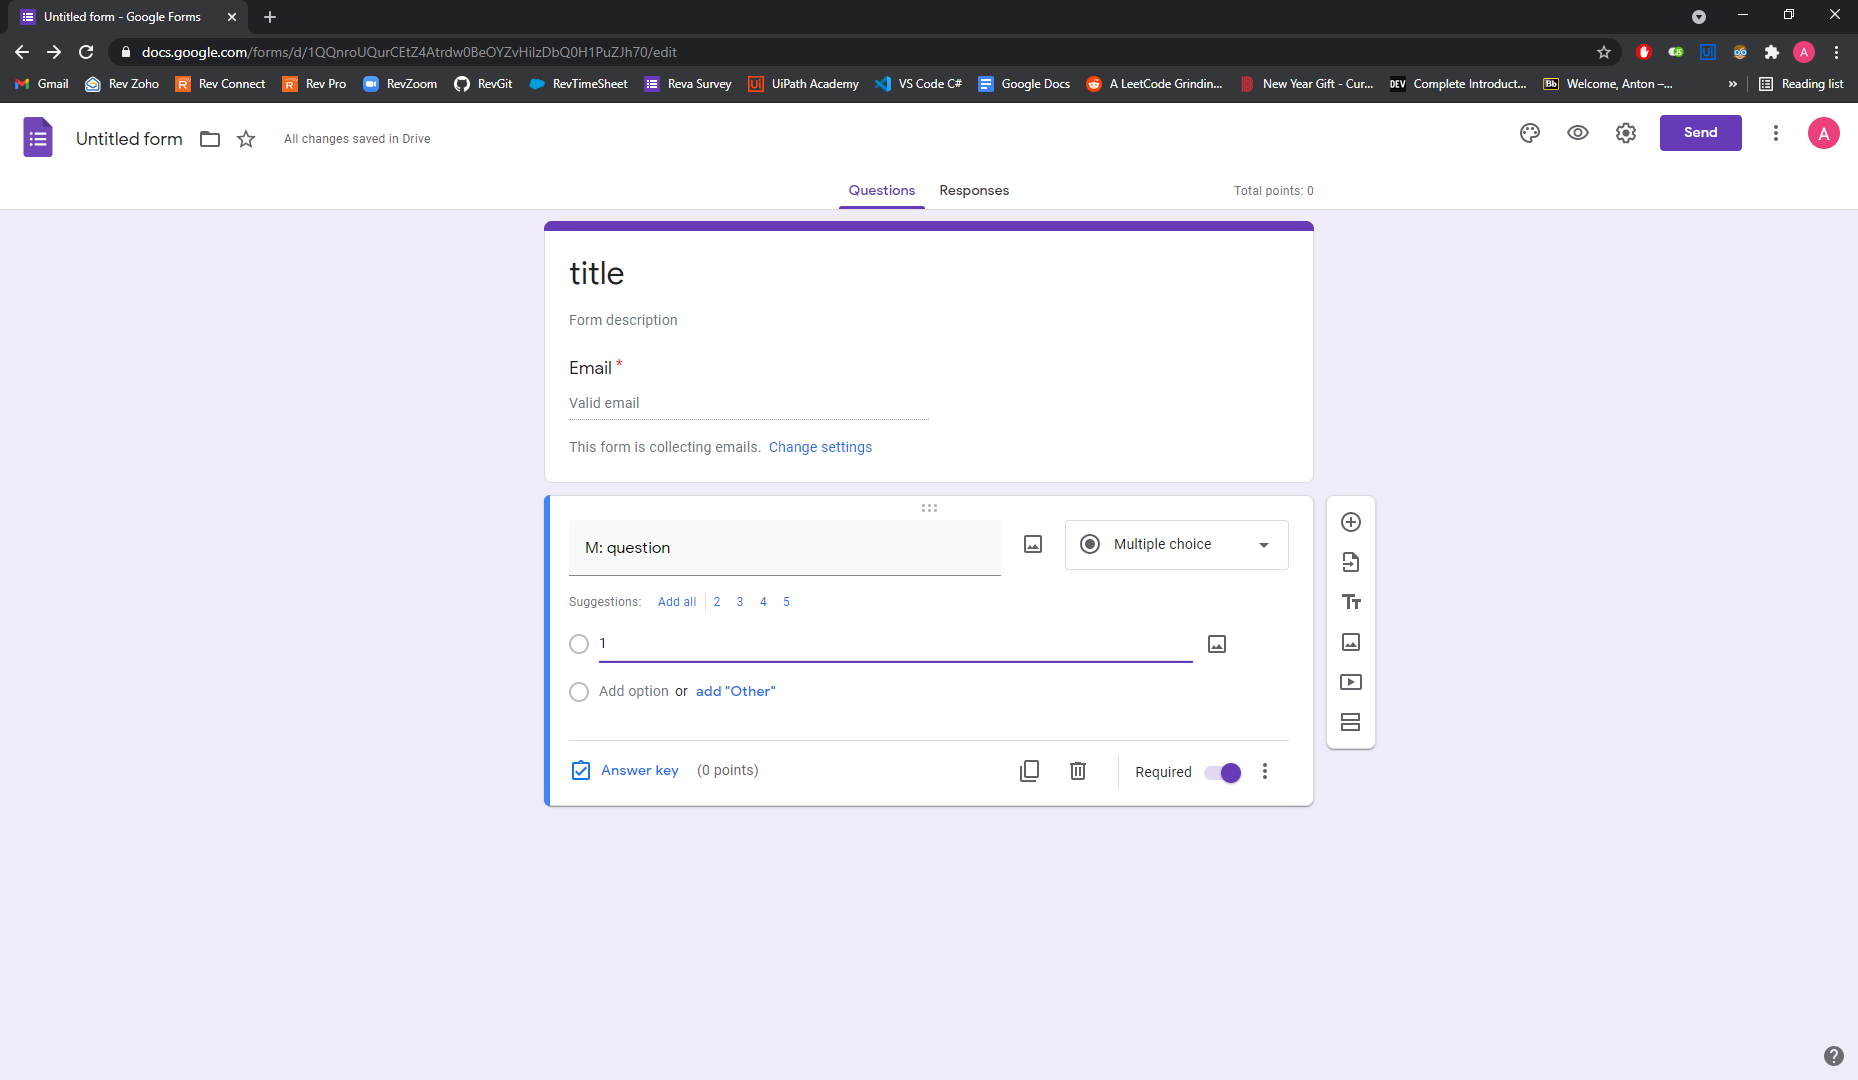 Untitled form - Google Forms
docs.google.com/forms/d/1QQnroUQurCEtZ4Atrdw0BeOYZvHilzDbQ0H1PuZJh70/edit
A
Gmail Rev Zoho R Rev Connect R Rev Pro RevZoom RevGit RevTimeSheet Reva Survey Ui UiPath Academy VS Code C# Google Docs A LeetCode Grindin... New Year Gift - Cur... DEV Complete Introduct... Bb Welcome, Anton –... » Reading list
Untitled form All changes saved in Drive Send A
Questions Responses Total points: 0
title
Form description
Email *
Valid email
This form is collecting emails. Change settings
M: question Multiple choice
Suggestions: Add all 2 3 4 5
1
Add option or add "Other"
Answer key (0 points) Required